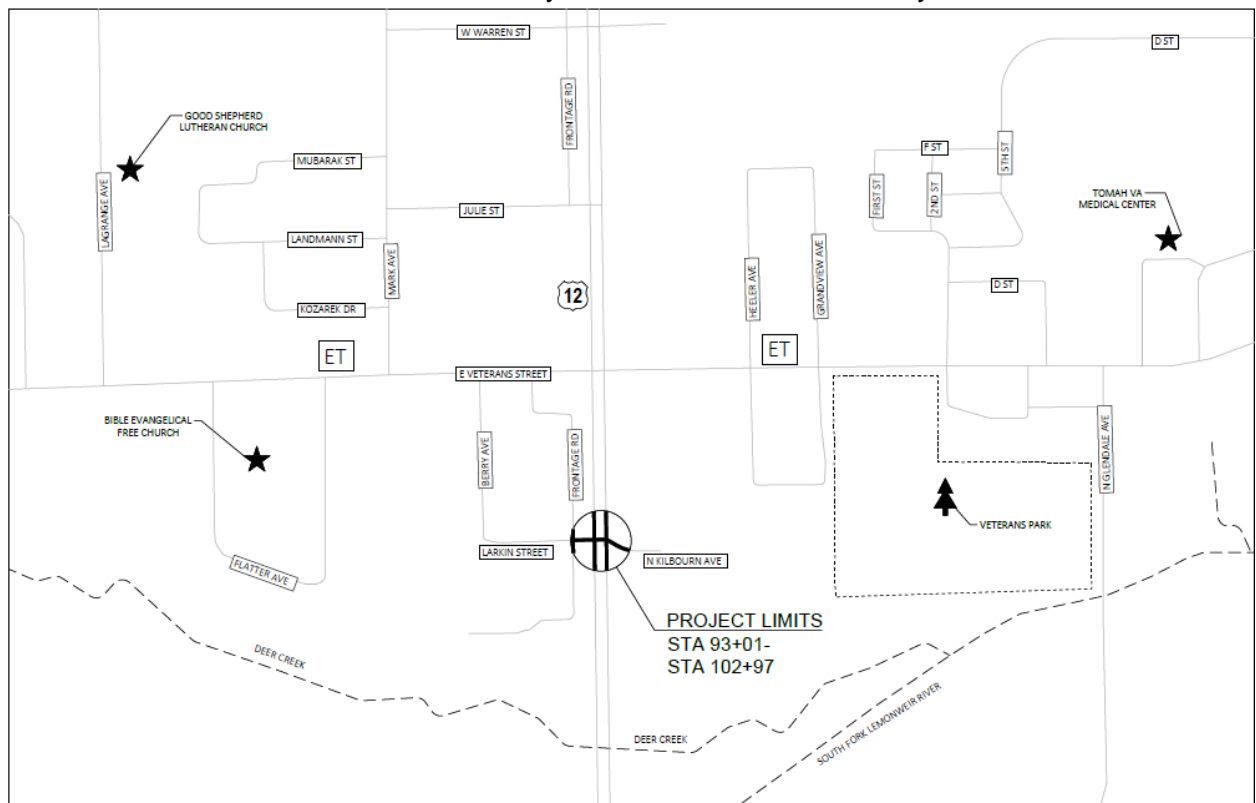 W WARREN ST
D ST
FRONTAGE RD
GOOD SHEPHERD
LUTHERAN CHURCH
MUBARAK ST
F ST
5TH ST
LAGRANGE AVE
FIRST ST
2ND ST
TOMAH VA
MEDICAL CENTER
JULIE ST
LANDMANN ST
MARK AVE
HEELER AVE
GRANDVIEW AVE
D ST
12
KOZAREK DR
ET
ET
E VETERANS STREET
BIBLE EVANGELICAL
FREE CHURCH
BERRY AVE
FRONTAGE RD
N GLENDALE AVE
VETERANS PARK
LARKIN STREET
N KILBOURN AVE
FLATTER AVE
PROJECT LIMITS
STA 93+01-
STA 102+97
DEER CREEK
DEER CREEK
SOUTH FORK LEMONWEIR RIVER